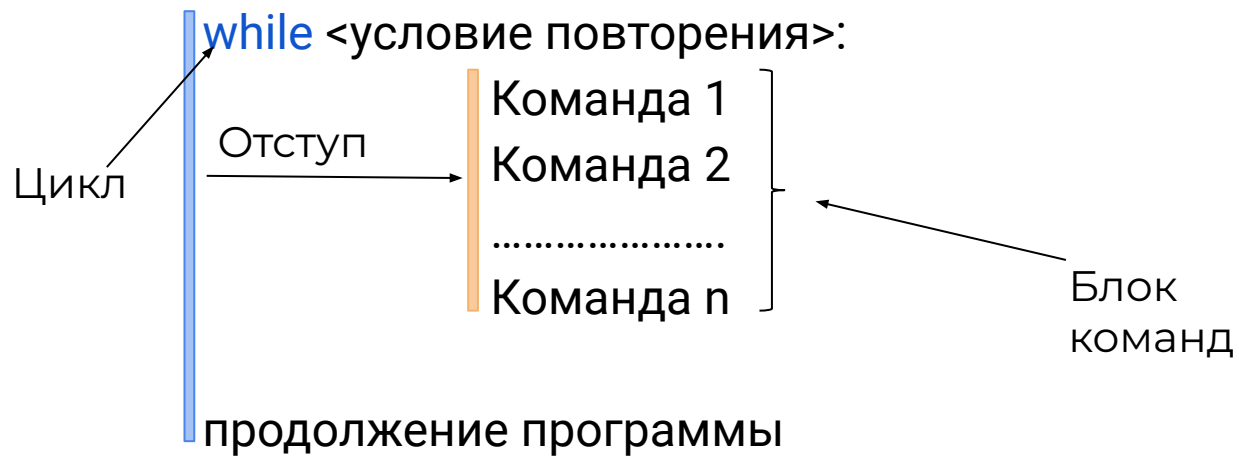 while <условие повторения>:
Команда 1
Отступ
Команда 2
Цикл
………………….
Команда n
Блок
команд
продолжение программы